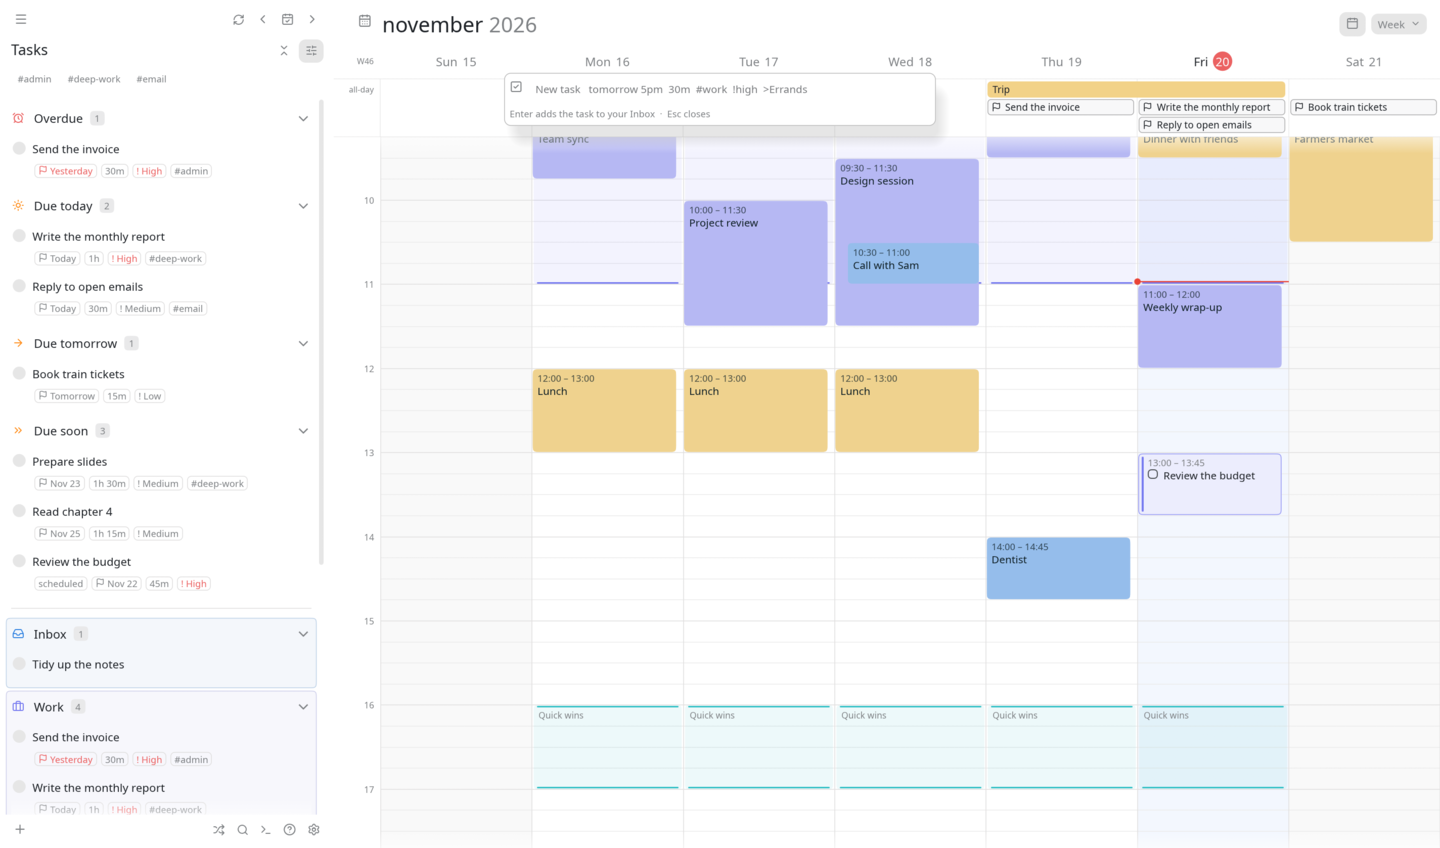 Tasks
#admin #deep-work #email
Overdue 1
Send the invoice
Yesterday 30m ! High #admin
Due today 2
Write the monthly report
Today 1h ! High #deep-work
Reply to open emails
Today 30m ! Medium #email
Due tomorrow 1
Book train tickets
Tomorrow 15m ! Low
Due soon 3
Prepare slides
Nov 23 1h 30m ! Medium #deep-work
Read chapter 4
Nov 25 1h 15m ! Medium
Review the budget
scheduled Nov 22 45m ! High
Inbox 1
Tidy up the notes
Work 4
Send the invoice
Yesterday 30m ! High #admin
Write the monthly report
Today 1h ! High #deep-work
november 2026
Week
W46 Sun 15 Mon 16 Tue 17 Wed 18 Thu 19 Fri 20 Sat 21
New task tomorrow 5pm 30m #work !high >Errands
Enter adds the task to your Inbox · Esc closes
all-day
Trip
Send the invoice Write the monthly report Book train tickets
Reply to open emails
Team sync Dinner with friends Farmers market
09:30 – 11:30
Design session
10
10:00 – 11:30
Project review
10:30 – 11:00
Call with Sam
11
11:00 – 12:00
Weekly wrap-up
12
12:00 – 13:00 12:00 – 13:00 12:00 – 13:00
Lunch Lunch Lunch
13
13:00 – 13:45
Review the budget
14
14:00 – 14:45
Dentist
15
16
Quick wins Quick wins Quick wins Quick wins Quick wins
17